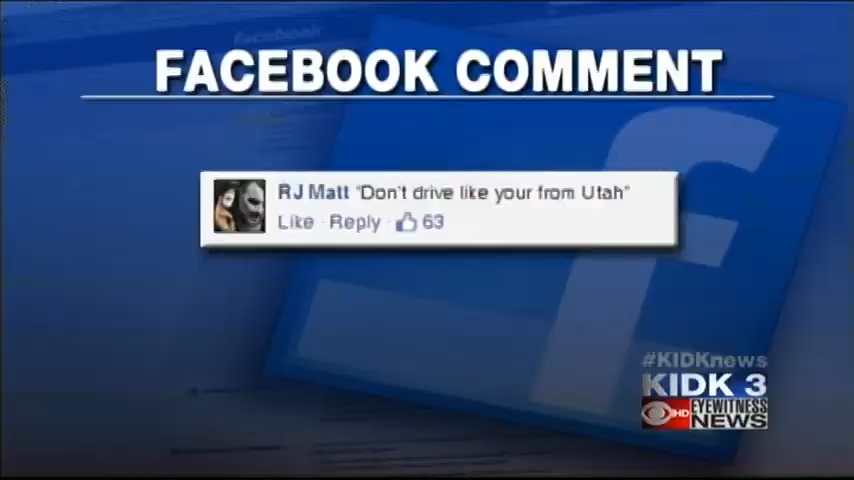 Facebook
FACEBOOK COMMENT
RJ Matt "Don't drive like your from Utah"
Like · Reply · 63
#KIDKnews
KIDK 3
HD EYEWITNESS
NEWS